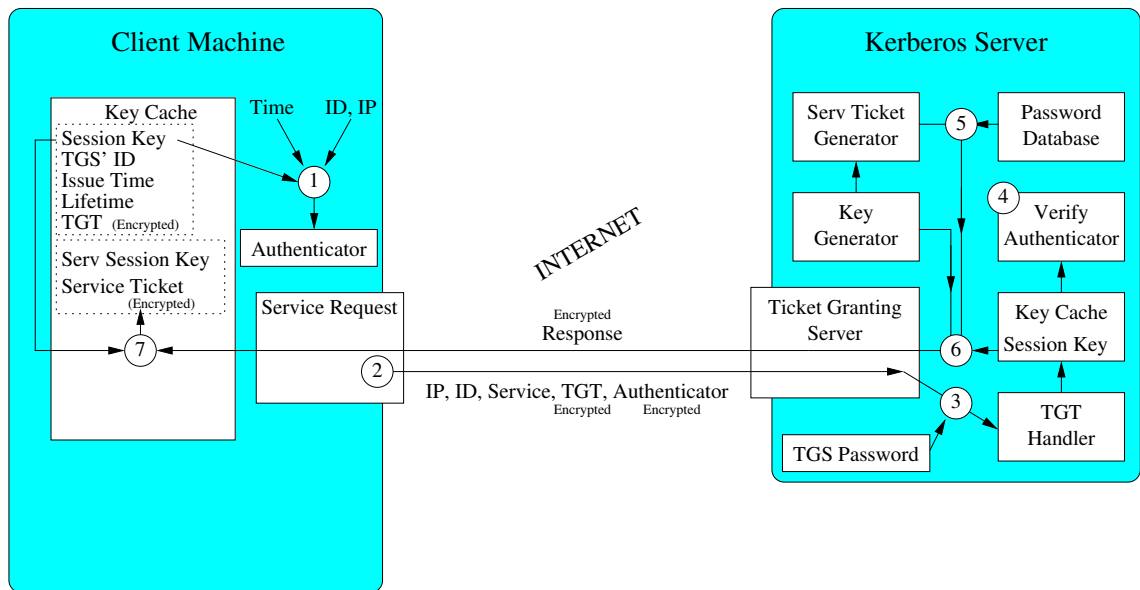 Client Machine
Key Cache
Session Key
TGS' ID
Issue Time
Lifetime
TGT (Encrypted)
Serv Session Key
Service Ticket
(Encrypted)
7
Time
ID, IP
1
Authenticator
Service Request
2
INTERNET
Encrypted
Response
IP, ID, Service, TGT, Authenticator
Encrypted
Encrypted
Kerberos Server
Serv Ticket
Generator
5
Password
Database
Key
Generator
4
Verify
Authenticator
Ticket Granting
Server
6
Key Cache
Session Key
3
TGT
Handler
TGS Password